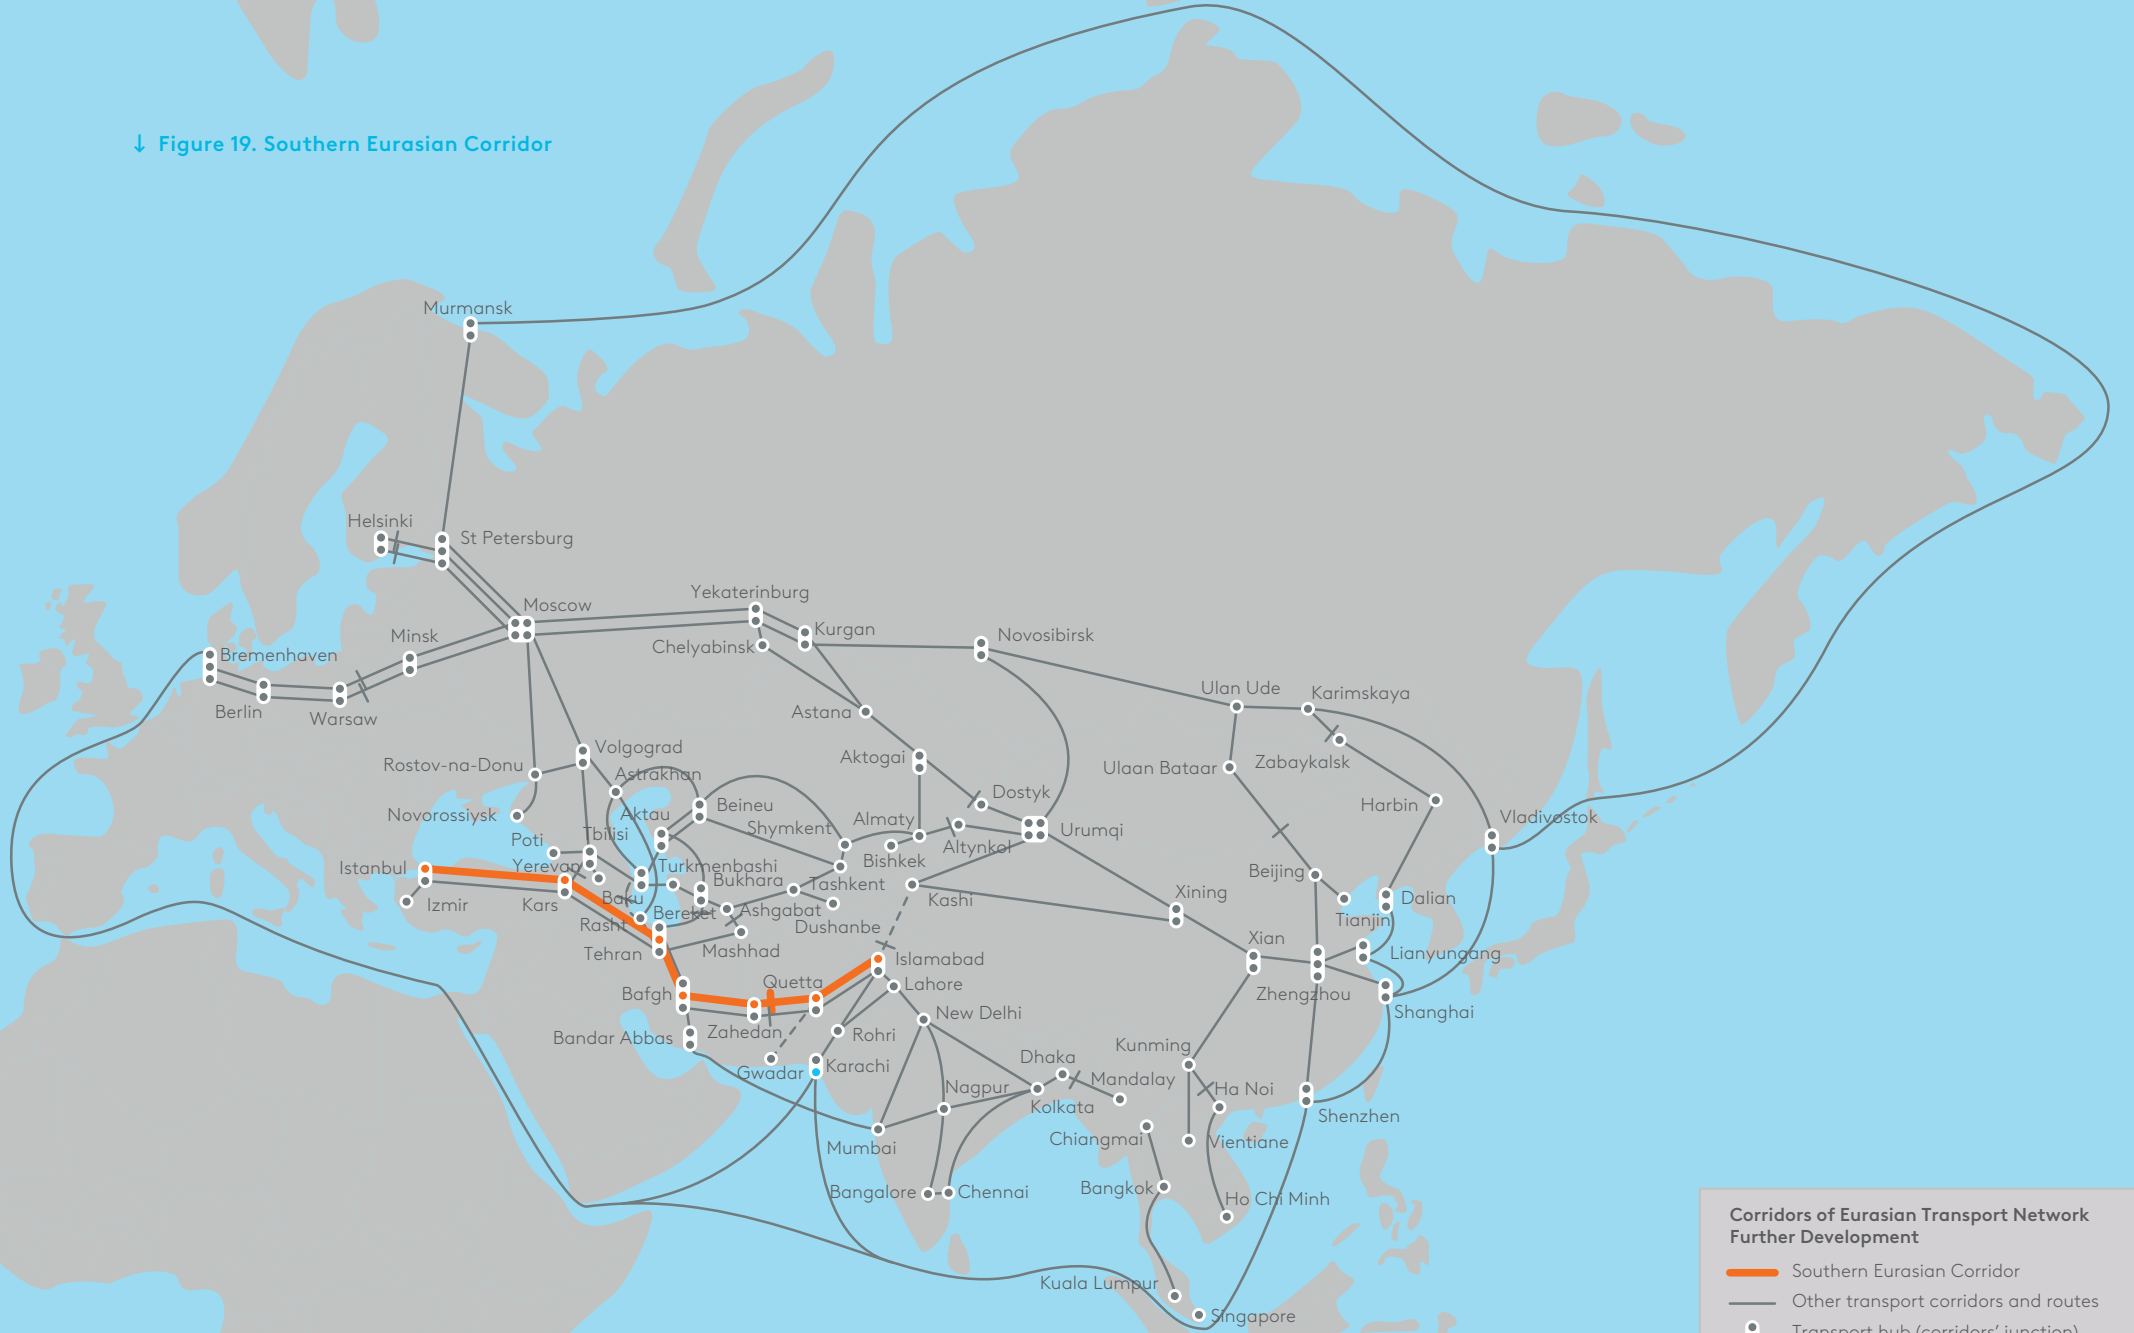 ↓ Figure 19. Southern Eurasian Corridor
Murmansk
Helsinki
St Petersburg
Yekaterinburg
Moscow
Kurgan
Minsk
Novosibirsk
Chelyabinsk
Bremenhaven
Ulan Ude
Karimskaya
Berlin
Warsaw
Astana
Volgograd
Aktogai
Zabaykalsk
Rostov-na-Donu
Astrakhan
Ulaan Bataar
Dostyk
Harbin
Novorossiysk
Aktau
Beineu
Almaty
Vladivostok
Poti
Tbilisi
Shymkent
Urumqi
Altynkol
Bishkek
Istanbul
Yerevan
Turkmenbashi
Beijing
Bukhara
Tashkent
Xining
Izmir
Kars
Baku
Kashi
Dalian
Bereket
Ashgabat
Tianjin
Rasht
Dushanbe
Xian
Tehran
Mashhad
Lianyungang
Islamabad
Quetta
Lahore
Bafgh
Zhengzhou
Shanghai
New Delhi
Zahedan
Rohri
Bandar Abbas
Kunming
Dhaka
Karachi
Gwadar
Mandalay
Nagpur
Ha Noi
Kolkata
Shenzhen
Chiangmai
Vientiane
Mumbai
Bangkok
Bangalore
Chennai
Ho Chi Minh
Kuala Lumpur
Singapore
Corridors of Eurasian Transport Network
Further Development
Southern Eurasian Corridor
Other transport corridors and routes
Transport hub (corridors' junction)